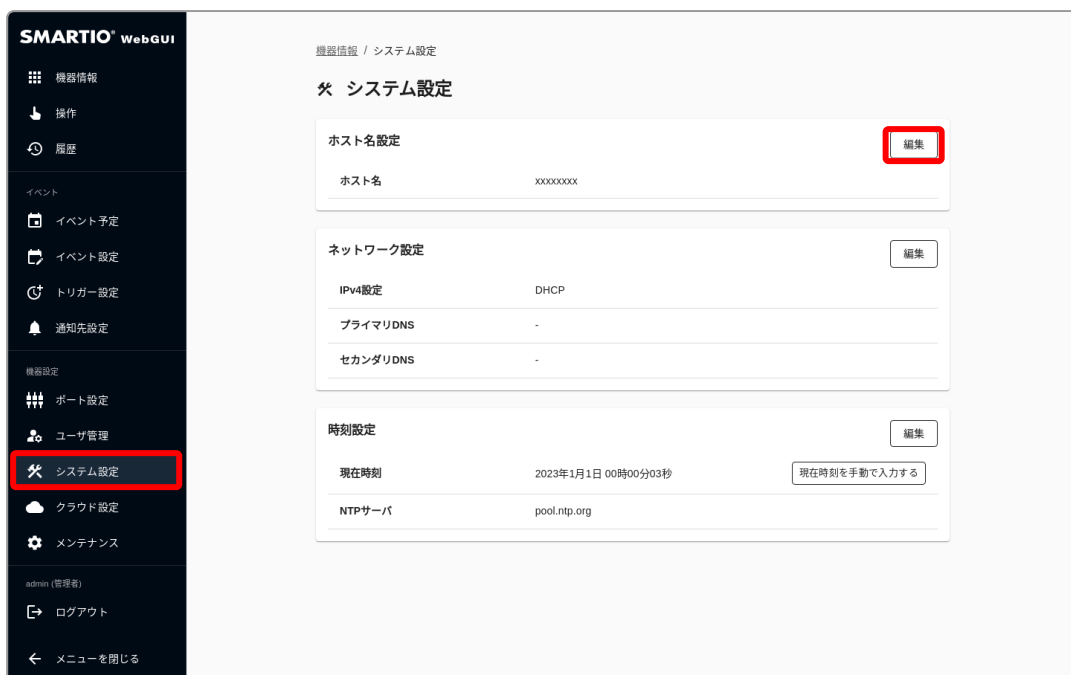 SMARTIO® WebGUI
機器情報
操作
履歴
イベント
イベント予定
イベント設定
トリガー設定
通知先設定
機器設定
ポート設定
ユーザ管理
システム設定
クラウド設定
メンテナンス
admin (管理者)
ログアウト
メニューを閉じる
機器情報 / システム設定
システム設定
ホスト名設定 編集
ホスト名 xxxxxxxx
ネットワーク設定 編集
IPv4設定 DHCP
プライマリDNS -
セカンダリDNS -
時刻設定 編集
現在時刻 2023年1月1日 00時00分03秒 現在時刻を手動で入力する
NTPサーバ pool.ntp.org